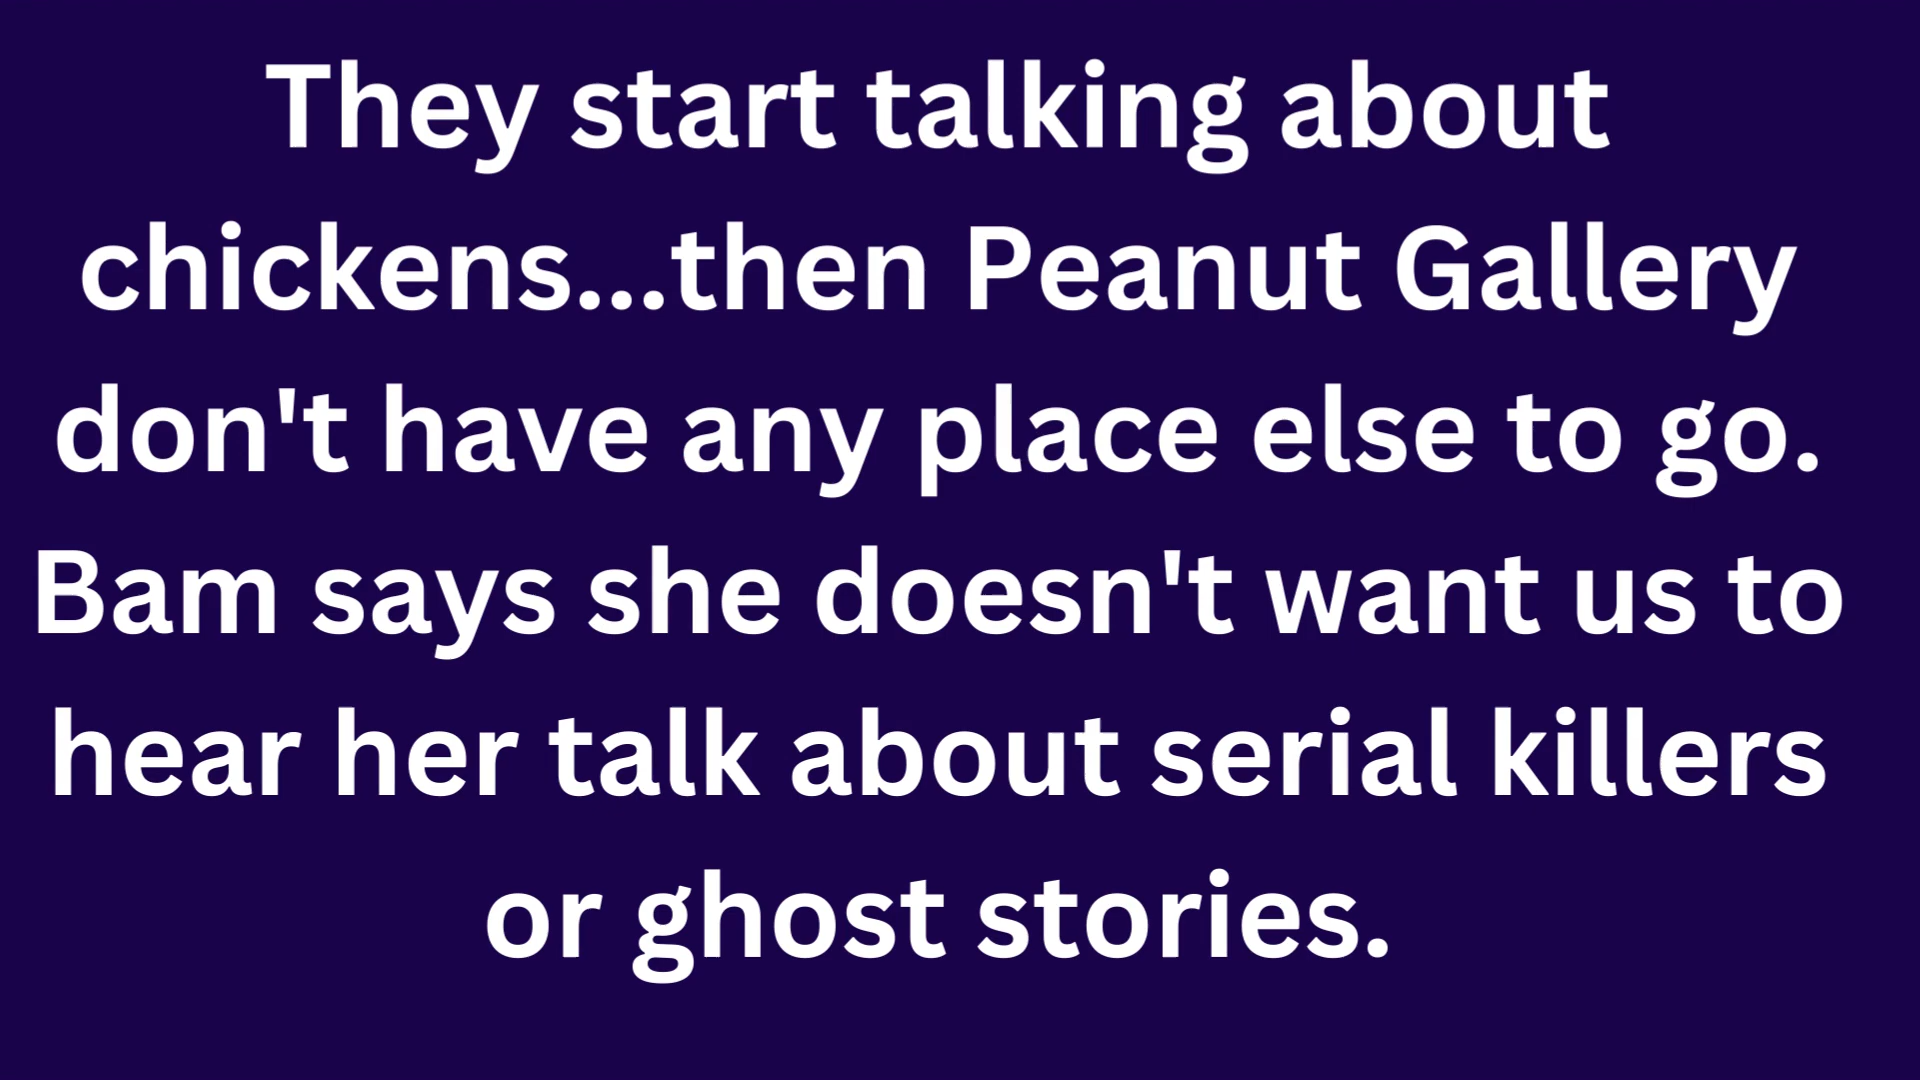 They start talking about
chickens...then Peanut Gallery
don't have any place else to go.
Bam says she doesn't want us to
hear her talk about serial killers
or ghost stories.